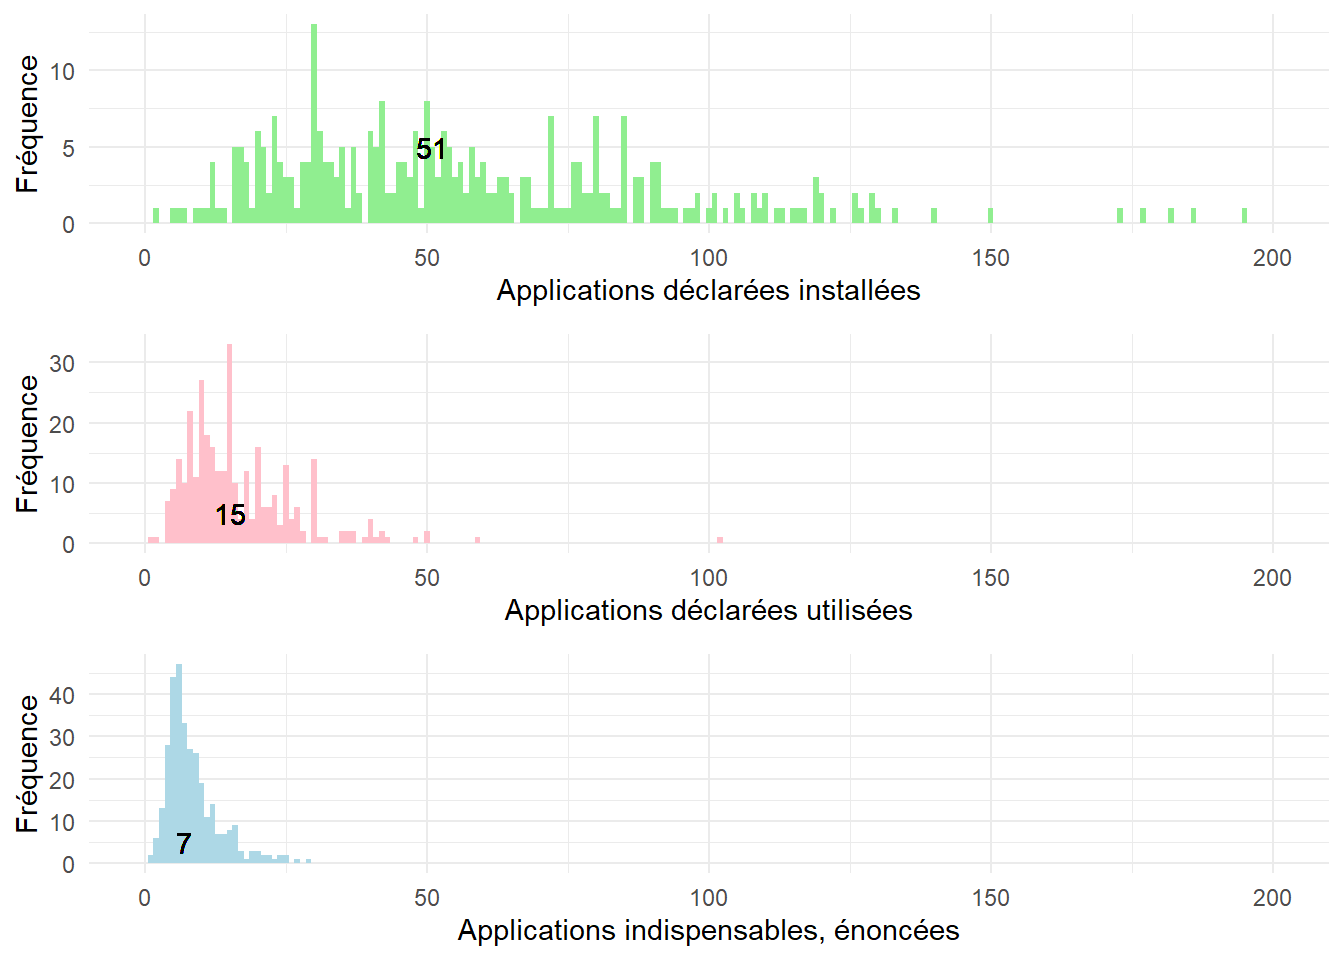 Fréquence
10
5
0
51
0 50 100 150 200
Applications déclarées installées
Fréquence
30
20
10
0
15
0 50 100 150 200
Applications déclarées utilisées
Fréquence
40
30
20
10
0
7
0 50 100 150 200
Applications indispensables, énoncées